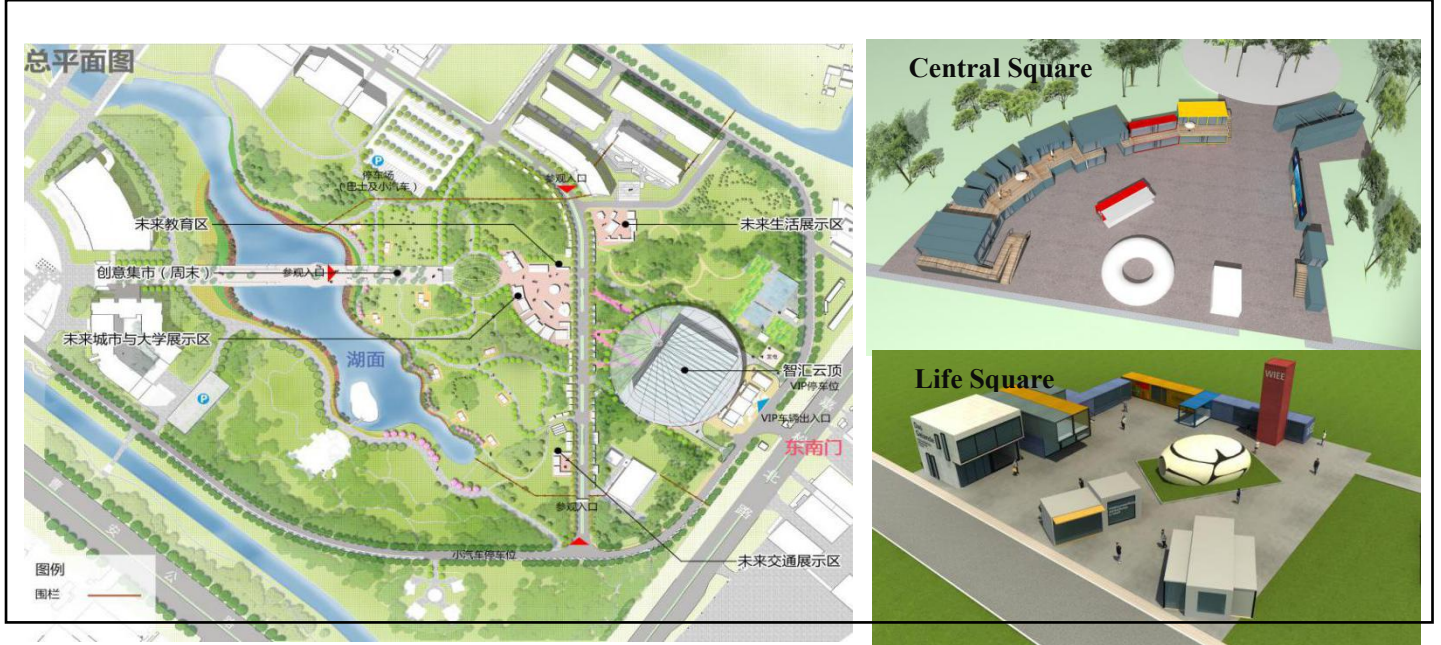 总平面图
停车场
(巴士及小汽车)
参观入口
未来教育区
未来生活展示区
创意集市(周末)
参观入口
未来城市与大学展示区
湖面
智汇云顶
VIP停车位
VIP车辆出入口
东南门
参观入口
小汽车停车位
未来交通展示区
图例
围栏
P
P
曹
安
公
北
路
Central Square
Life Square
WIEE